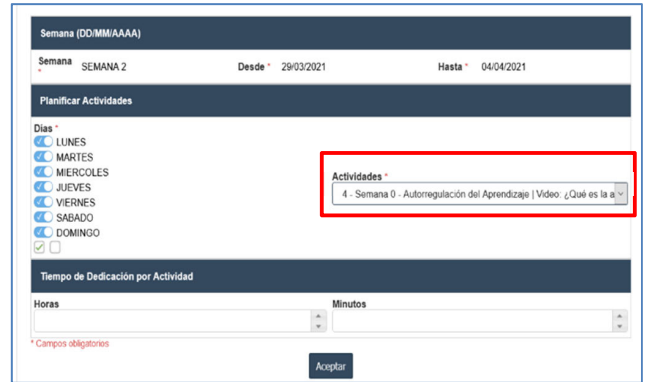 Semana (DD/MM/AAAA)
Semana * SEMANA 2 Desde * 29/03/2021 Hasta * 04/04/2021
Planificar Actividades
Dias *
LUNES
MARTES
MIERCOLES
JUEVES
VIERNES
SABADO
DOMINGO
Actividades *
4 - Semana 0 - Autorregulación del Aprendizaje | Video: ¿Qué es la a
Tiempo de Dedicación por Actividad
Horas Minutos
* Campos obligatorios
Aceptar